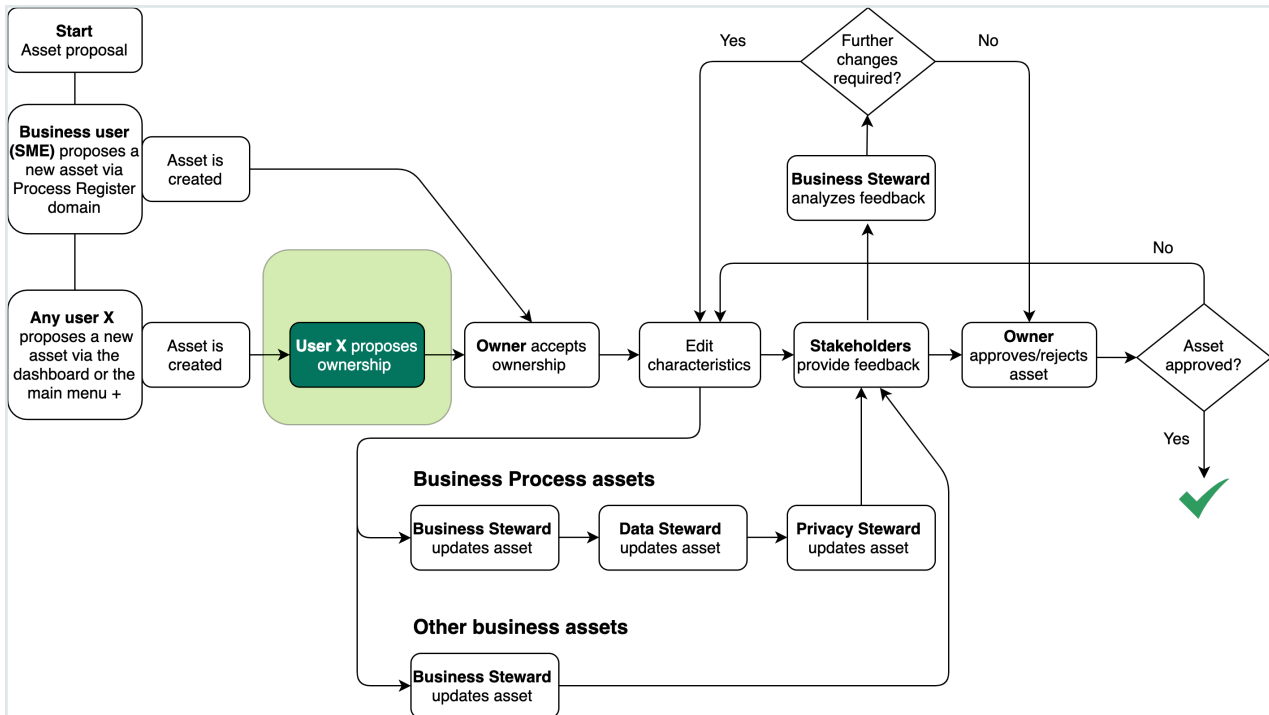 Start
Asset proposal
Business user
(SME) proposes a
new asset via
Process Register
domain
Asset is
created
Any user X
proposes a new
asset via the
dashboard or the
main menu +
Asset is
created
User X proposes
ownership
Owner accepts
ownership
Edit
characteristics
Stakeholders
provide feedback
Business Steward
analyzes feedback
Further
changes
required?
Yes
No
Owner
approves/rejects
asset
Asset
approved?
No
Yes
Business Process assets
Business Steward
updates asset
Data Steward
updates asset
Privacy Steward
updates asset
Other business assets
Business Steward
updates asset